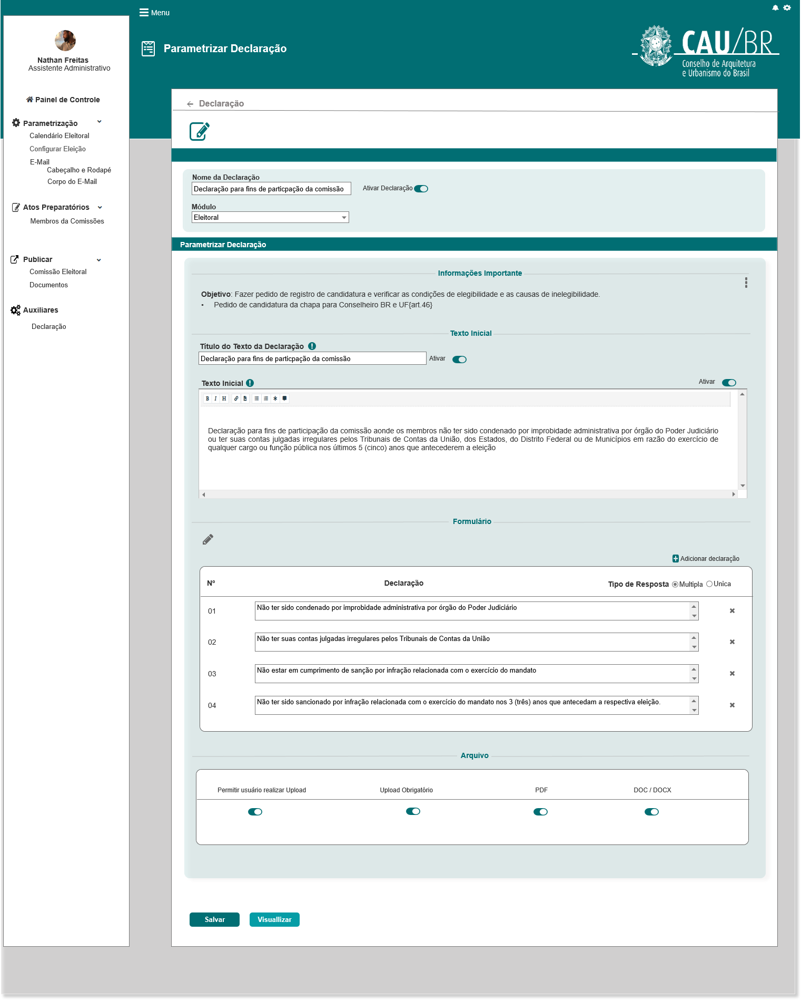 Menu
Parametrizar Declaração
CAU/BR
Conselho de Arquitetura
e Urbanismo do Brasil
Nathan Freitas
Assistente Administrativo
Painel de Controle
Parametrização
Calendário Eleitoral
Configurar Eleição
E-Mail
Cabeçalho e Rodapé
Corpo do E-Mail
Atos Preparatórios
Membros da Comissões
Publicar
Comissão Eleitoral
Documentos
Auxiliares
Declaração
Declaração
Nome da Declaração
Declaração para fins de particpação da comissão
Ativar Declaração
Módulo
Eleitoral
Parametrizar Declaração
Informações Importante
Objetivo: Fazer pedido de registro de candidatura e verificar as condições de elegibilidade e as causas de inelegibilidade.
• Pedido de candidatura da chapa para Conselheiro BR e UF{art.46}
Texto Inicial
Título do Texto da Declaração
Declaração para fins de particpação da comissão
Ativar
Texto Inicial
Ativar
B I H
Declaração para fins de participação da comissão aonde os membros não ter sido condenado por improbidade administrativa por órgão do Poder Judiciário
ou ter suas contas julgadas irregulares pelos Tribunais de Contas da União, dos Estados, do Distrito Federal ou de Municípios em razão do exercício de
qualquer cargo ou função pública nos últimos 5 (cinco) anos que antecederem a eleição
Formulário
Adicionar declaração
Nº Declaração Tipo de Resposta Multipla Unica
01 Não ter sido condenado por improbidade administrativa por órgão do Poder Judiciário
02 Não ter suas contas julgadas irregulares pelos Tribunais de Contas da União
03 Não estar em cumprimento de sanção por infração relacionada com o exercício do mandato
04 Não ter sido sancionado por infração relacionada com o exercício do mandato nos 3 (três) anos que antecedam a respectiva eleição.
Arquivo
Permitir usuário realizar Upload Upload Obrigatório PDF DOC / DOCX
Salvar Visuallizar